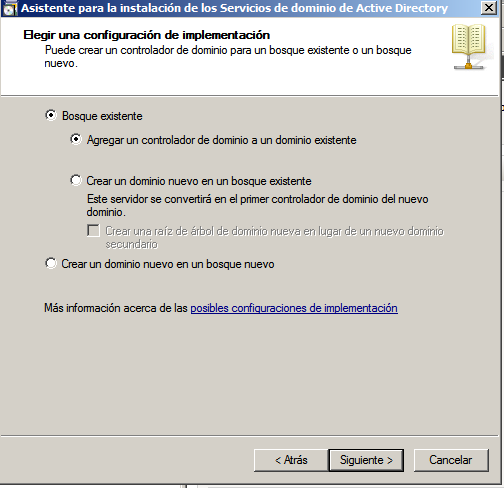 Asistente para la instalación de los Servicios de dominio de Active Directory
Elegir una configuración de implementación
Puede crear un controlador de dominio para un bosque existente o un bosque
nuevo.
Bosque existente
Agregar un controlador de dominio a un dominio existente
Crear un dominio nuevo en un bosque existente
Este servidor se convertirá en el primer controlador de dominio del nuevo
dominio.
Crear una raíz de árbol de dominio nueva en lugar de un nuevo dominio
secundario
Crear un dominio nuevo en un bosque nuevo
Más información acerca de las posibles configuraciones de implementación
< Atrás
Siguiente >
Cancelar